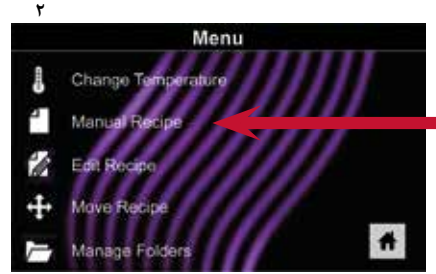 ٢
Menu
Change Temperature
Manual Recipe
Edit Recipe
Move Recipe
Manage Folders